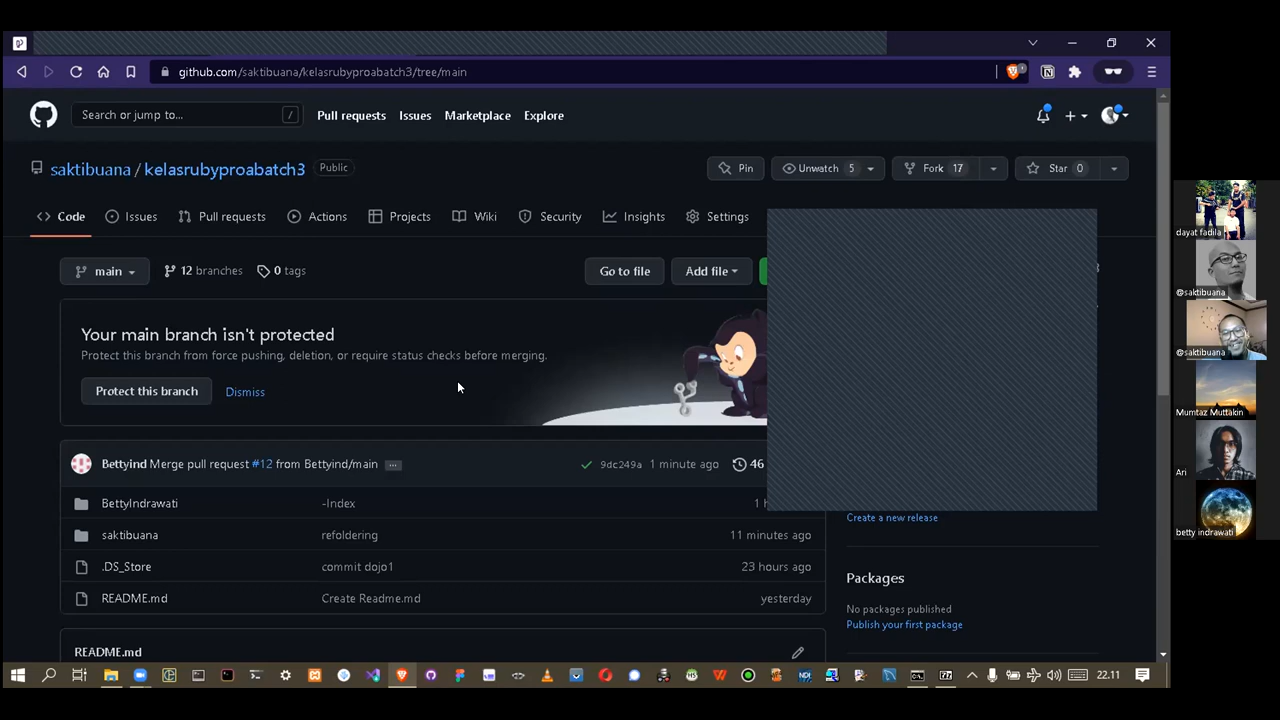 github.com/saktibuana/kelasrubyproabatch3/tree/main
Search or jump to...
/
Pull requests
Issues
Marketplace
Explore
saktibuana / kelasrubyproabatch3
Public
Pin
Unwatch 5
Fork 17
Star 0
Code
Issues
Pull requests
Actions
Projects
Wiki
Security
Insights
Settings
main
12 branches
0 tags
Go to file
Add file
Your main branch isn't protected
Protect this branch from force pushing, deletion, or require status checks before merging.
Protect this branch
Dismiss
Bettyind Merge pull request #12 from Bettyind/main ...
9dc249a 1 minute ago
46
BettyIndrawati
-Index
saktibuana
refoldering
11 minutes ago
.DS_Store
commit dojo1
23 hours ago
README.md
Create Readme.md
yesterday
README.md
Create a new release
Packages
No packages published
Publish your first package
22.11
dayat fadila
@saktibuana
@saktibuana
Mumtaz Muttakin
Ari
betty indrawati